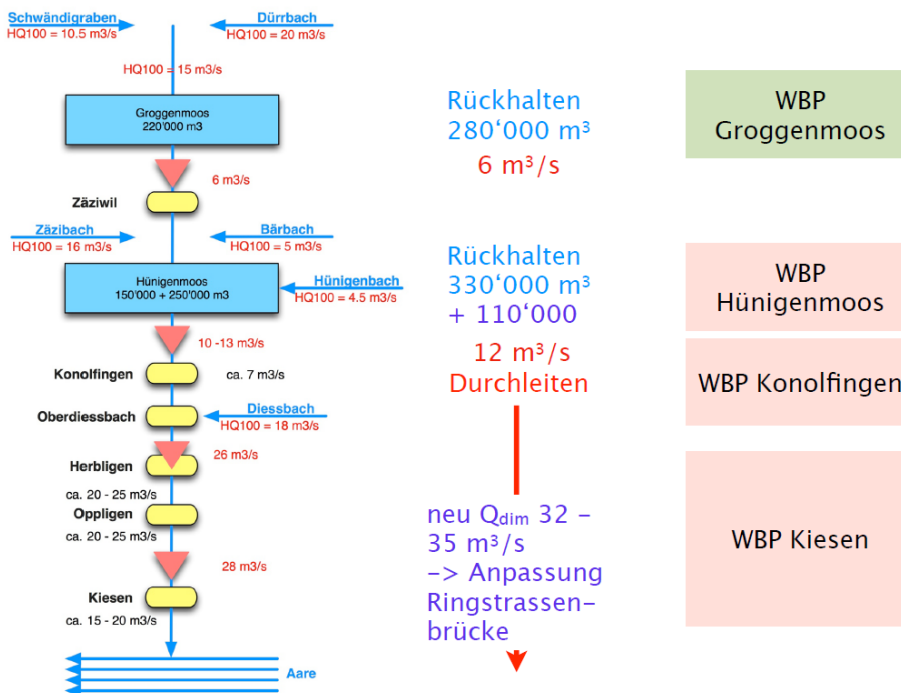 Schwändigraben
HQ100 = 10.5 m3/s
Dürrbach
HQ100 = 20 m3/s
HQ100 = 15 m3/s
Groggenmoos
220'000 m3
6 m3/s
Zäziwil
Zäzibach
HQ100 = 16 m3/s
Bärbach
HQ100 = 5 m3/s
Hünigenmoos
150'000 + 250'000 m3
Hünigenbach
HQ100 = 4.5 m3/s
10 -13 m3/s
Konolfingen
ca. 7 m3/s
Oberdiessbach
Diessbach
HQ100 = 18 m3/s
26 m3/s
Herbligen
ca. 20 - 25 m3/s
Oppligen
ca. 20 - 25 m3/s
28 m3/s
Kiesen
ca. 15 - 20 m3/s
Aare
Rückhalten
280‘000 m³
6 m³/s
Rückhalten
330‘000 m³
+ 110‘000
12 m³/s
Durchleiten
neu Qdim 32 –
35 m³/s
–> Anpassung
Ringstrassen–
brücke
WBP
Groggenmoos
WBP
Hünigenmoos
WBP Konolfingen
WBP Kiesen